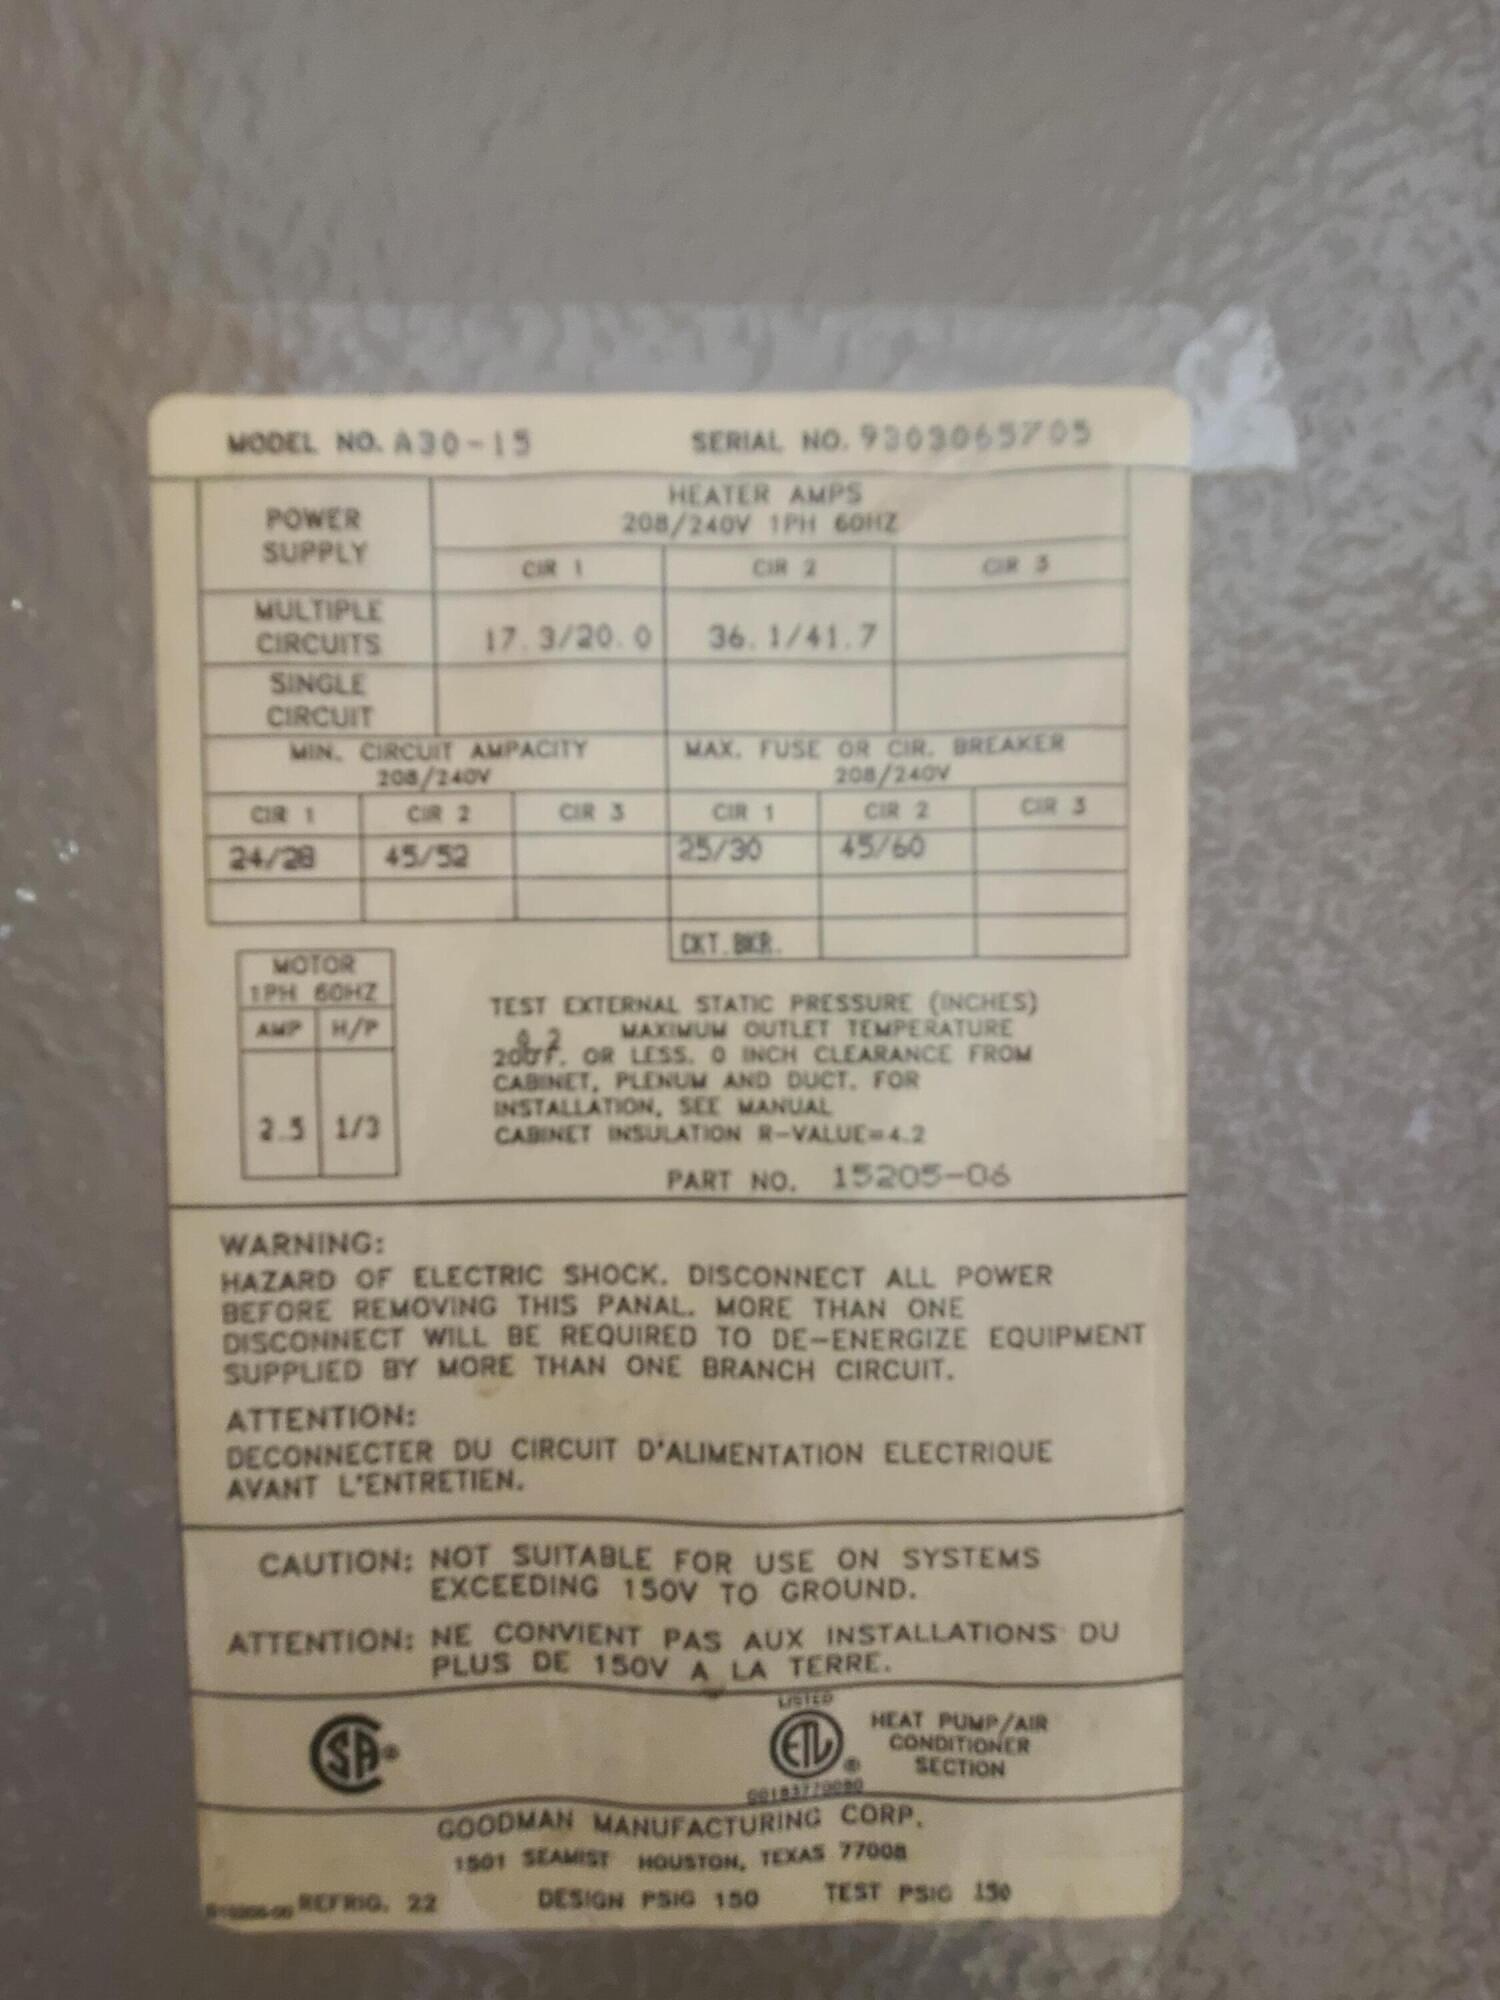 MODEL NO. A30-15 SERIAL NO. 9303065705
POWER SUPPLY
HEATER AMPS
208/240V 1PH 60HZ
CIR 1 CIR 2 CIR 3
MULTIPLE CIRCUITS 17.3/20.0 36.1/41.7
SINGLE CIRCUIT
MIN. CIRCUIT AMPACITY MAX. FUSE OR CIR. BREAKER
208/240V 208/240V
CIR 1 CIR 2 CIR 3 CIR 1 CIR 2 CIR 3
24/28 45/52 25/30 45/60
CKT. BKR.
MOTOR
1PH 60HZ
AMP H/P
2.5 1/3
TEST EXTERNAL STATIC PRESSURE (INCHES)
MAXIMUM OUTLET TEMPERATURE
OR LESS. 0 INCH CLEARANCE FROM
CABINET, PLENUM AND DUCT. FOR
INSTALLATION, SEE MANUAL
CABINET INSULATION R-VALUE=4.2
PART NO. 15205-06
WARNING:
HAZARD OF ELECTRIC SHOCK. DISCONNECT ALL POWER
BEFORE REMOVING THIS PANAL. MORE THAN ONE
DISCONNECT WILL BE REQUIRED TO DE-ENERGIZE EQUIPMENT
SUPPLIED BY MORE THAN ONE BRANCH CIRCUIT.
ATTENTION:
DECONNECTER DU CIRCUIT D'ALIMENTATION ELECTRIQUE
AVANT L'ENTRETIEN.
CAUTION: NOT SUITABLE FOR USE ON SYSTEMS
EXCEEDING 150V TO GROUND.
ATTENTION: NE CONVIENT PAS AUX INSTALLATIONS DU
PLUS DE 150V A LA TERRE.
SA®
LISTED
ETL®
HEAT PUMP/AIR
CONDITIONER
SECTION
GOODMAN MANUFACTURING CORP.
1501 SEAMIST HOUSTON, TEXAS 77008
REFRIG. 22 DESIGN PSIG 150 TEST PSIG 150